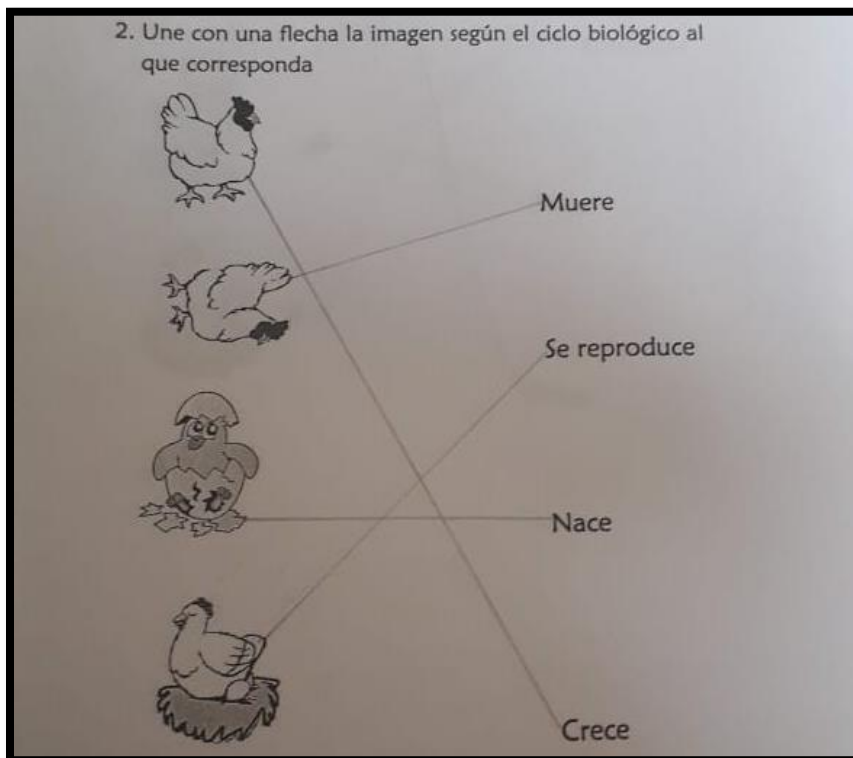 2. Une con una flecha la imagen según el ciclo biológico al
que corresponda
Muere
Se reproduce
Nace
Crece